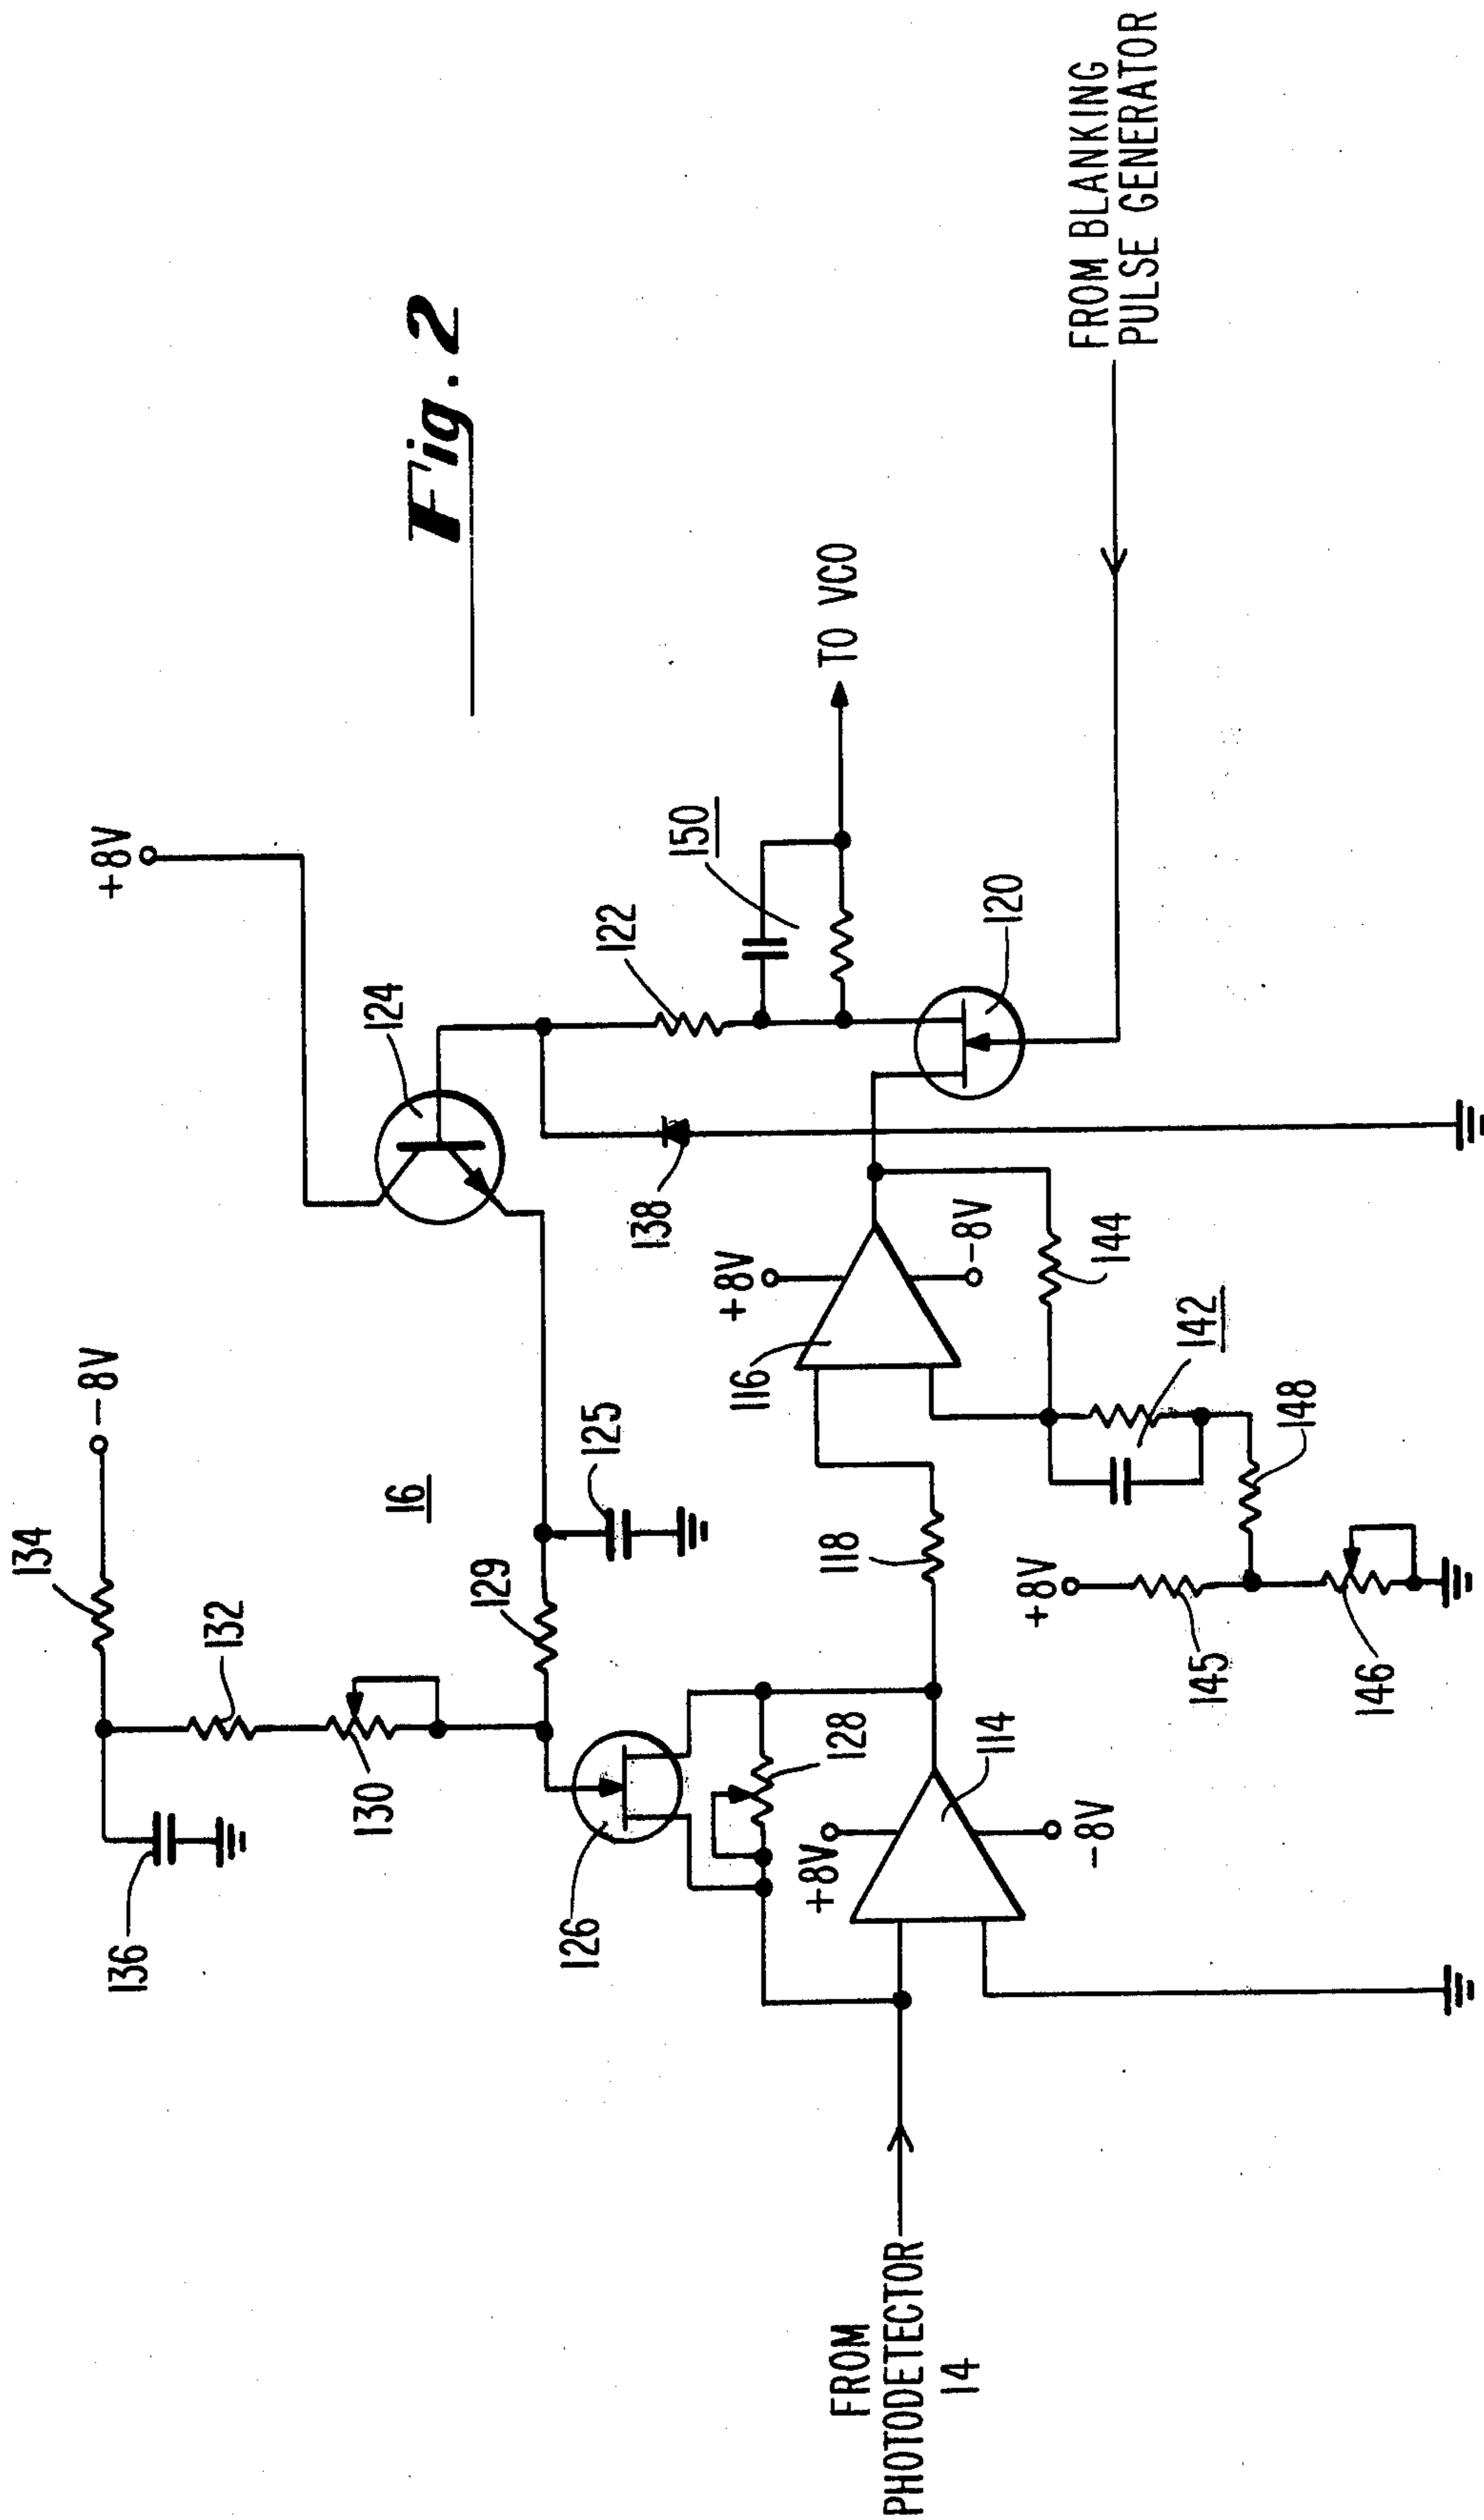 Fig. 2
136
134
-8V
132
130
16
129
125
124
+8V
126
128
138
122
150
TO VCO
+8V
114
-8V
118
116
+8V
-8V
120
144
142
148
+8V
145
146
FROM
PHOTODETECTOR
14
FROM BLANKING
PULSE GENERATOR